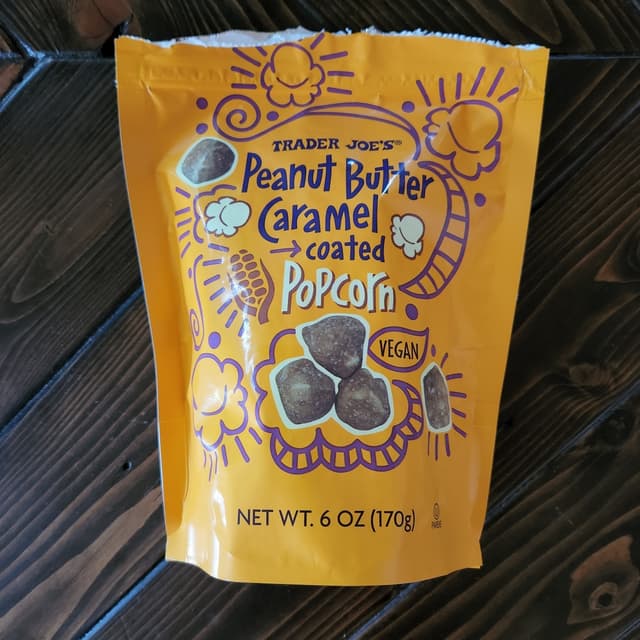 TRADER JOE'S®
Peanut Butter
Caramel
→ coated
Popcorn
VEGAN
NET WT. 6 OZ (170g)